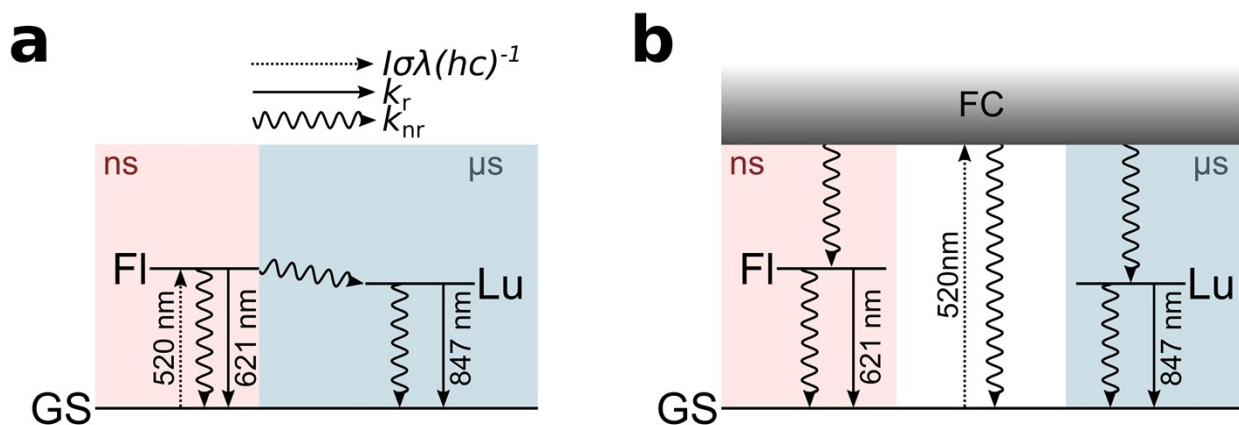 a
Iσλ(hc)⁻¹
kᵣ
kₙᵣ
ns
µs
Fl
Lu
520 nm
621 nm
847 nm
GS
b
FC
ns
µs
Fl
Lu
621 nm
520nm
847 nm
GS